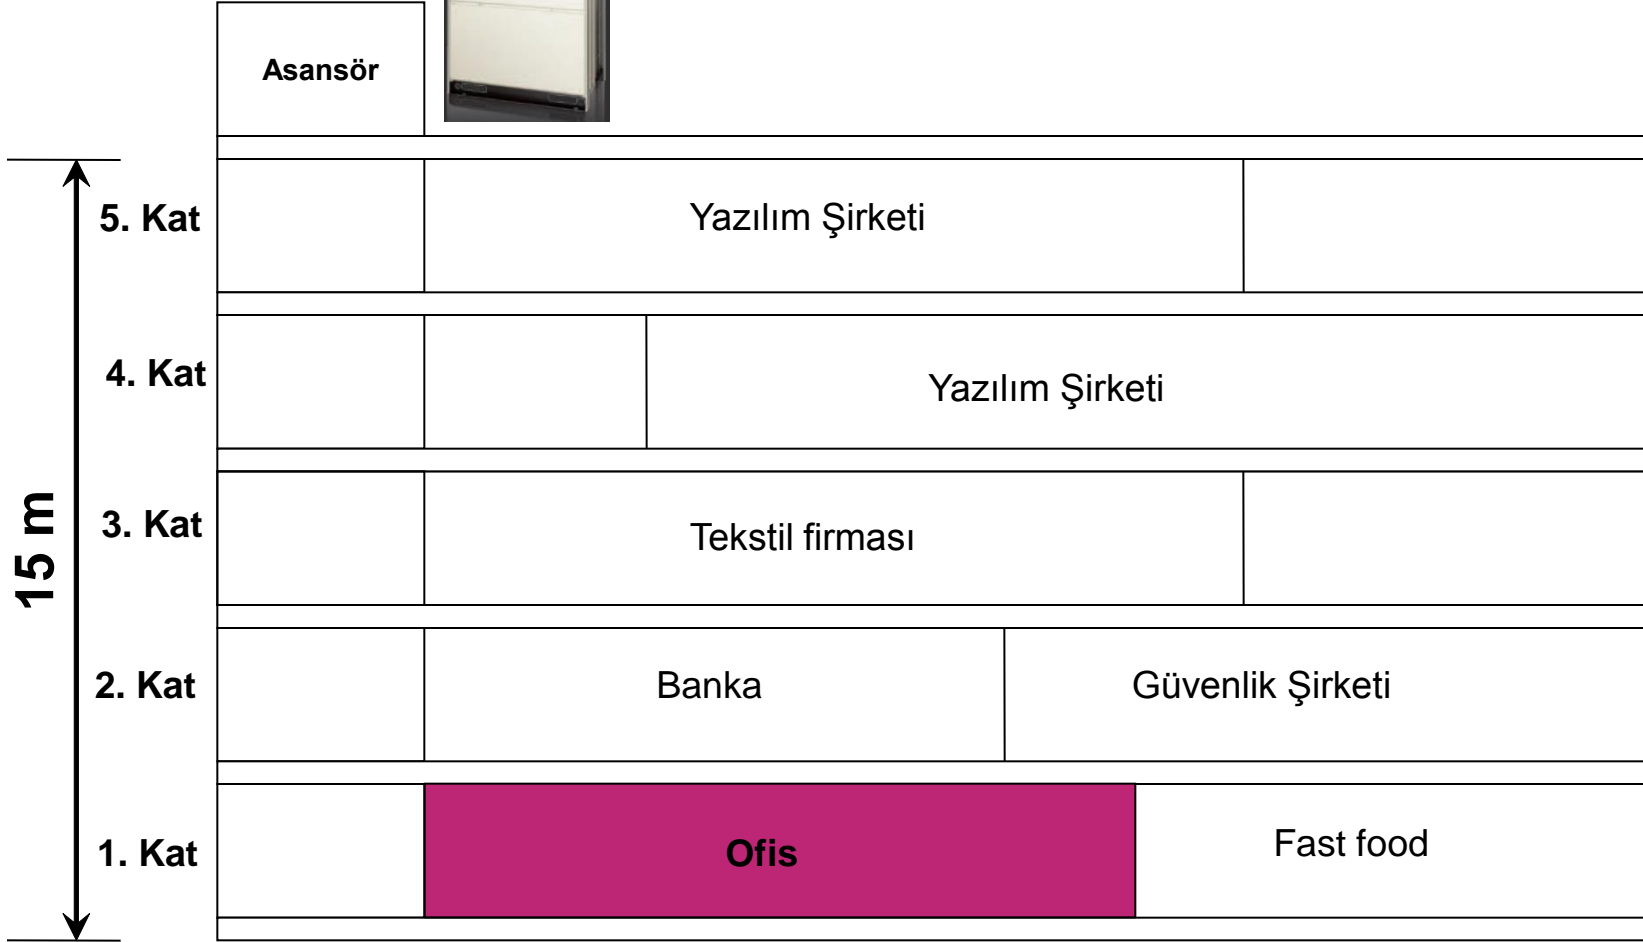 Asansör
5. Kat
Yazılım Şirketi
4. Kat
Yazılım Şirketi
15 m
3. Kat
Tekstil firması
2. Kat
Banka
Güvenlik Şirketi
1. Kat
Ofis
Fast food